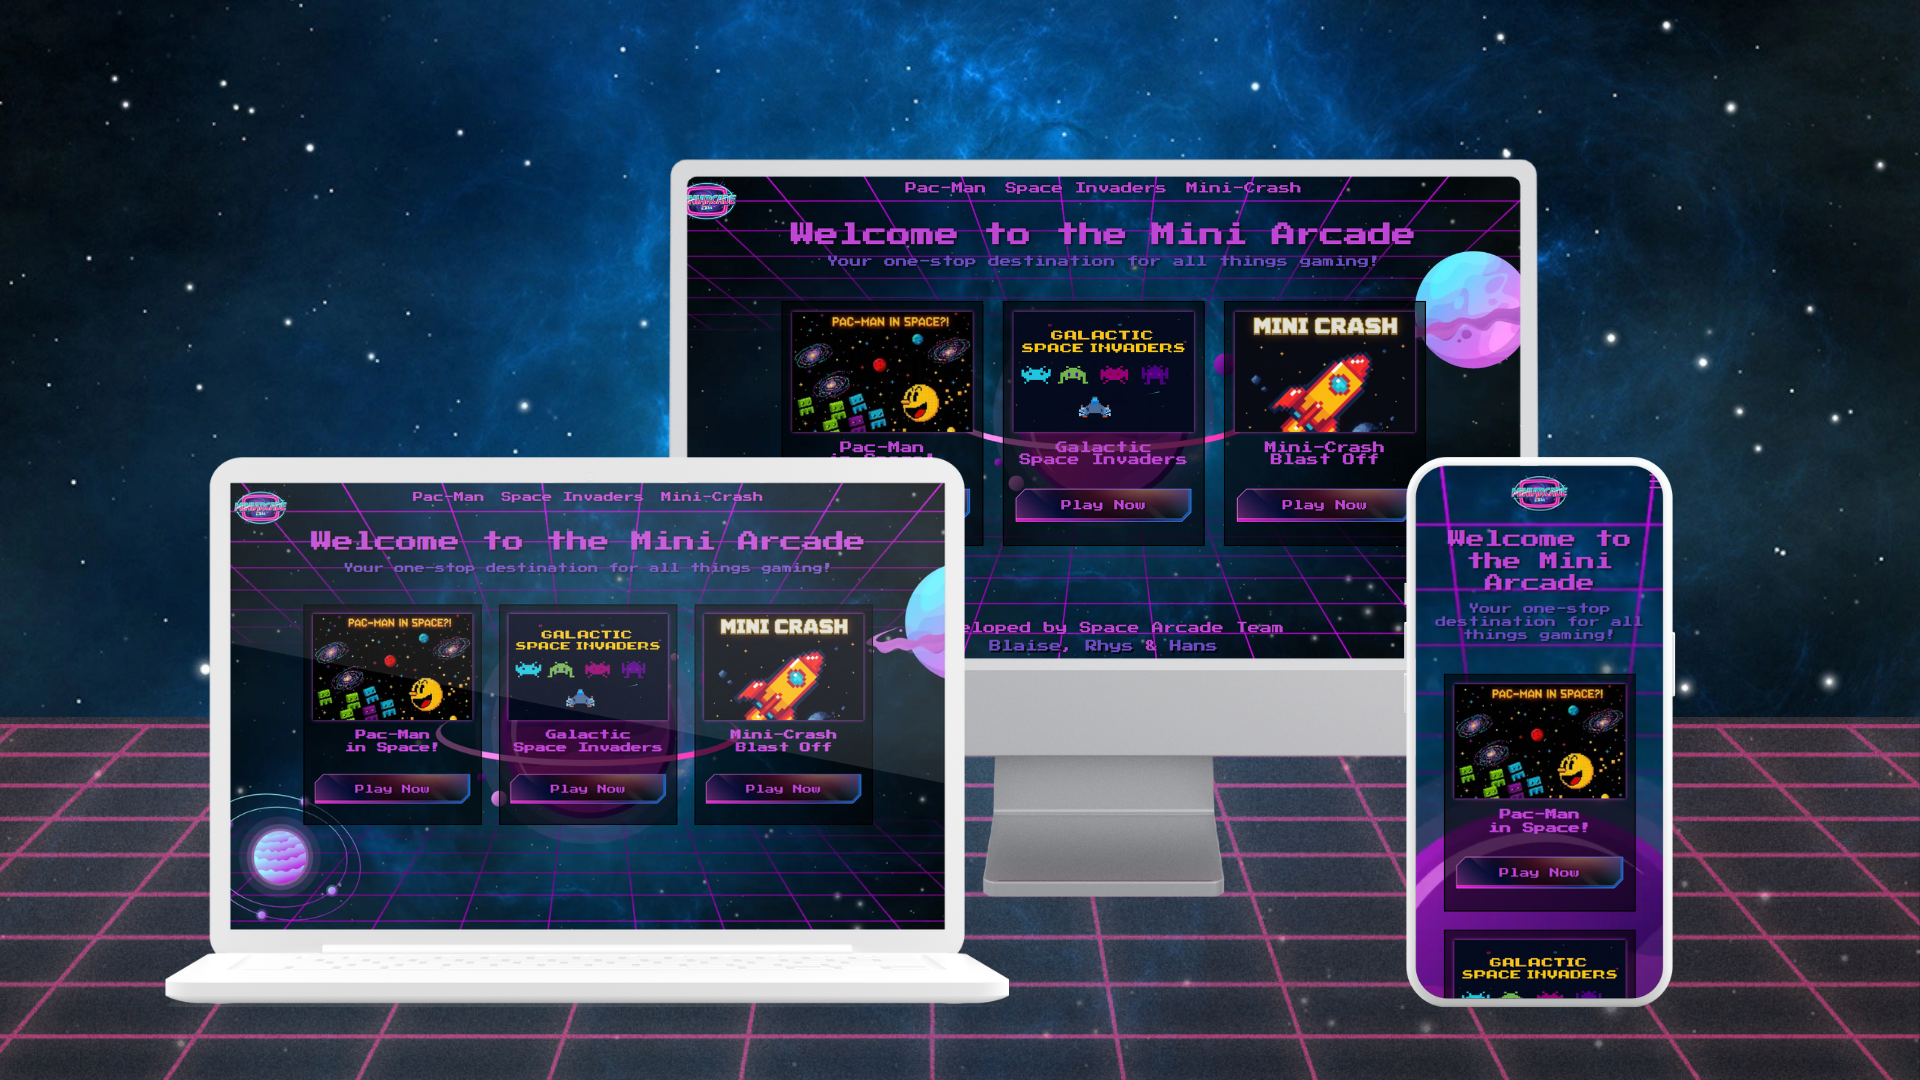 Pac-Man Space Invaders Mini-Crash
Welcome to the Mini Arcade
Your one-stop destination for all things gaming!
PAC-MAN IN SPACE?!
GALACTIC
SPACE INVADERS
MINI CRASH
Pac-Man
Galactic
Space Invaders
Mini-Crash
Blast Off
Play Now
Play Now
by Space Arcade Team
Blaise, Rhys & Hans
MINIARCADE
Pac-Man Space Invaders Mini-Crash
Welcome to the Mini Arcade
Your one-stop destination for all things gaming!
PAC-MAN IN SPACE?!
GALACTIC
SPACE INVADERS
MINI CRASH
Pac-Man
in Space!
Galactic
Space Invaders
Mini-Crash
Blast Off
Play Now
Play Now
Play Now
MINIARCADE
Welcome to
the Mini
Arcade
Your one-stop
destination for all
things gaming!
PAC-MAN IN SPACE?!
Pac-Man
in Space!
Play Now
GALACTIC
SPACE INVADERS